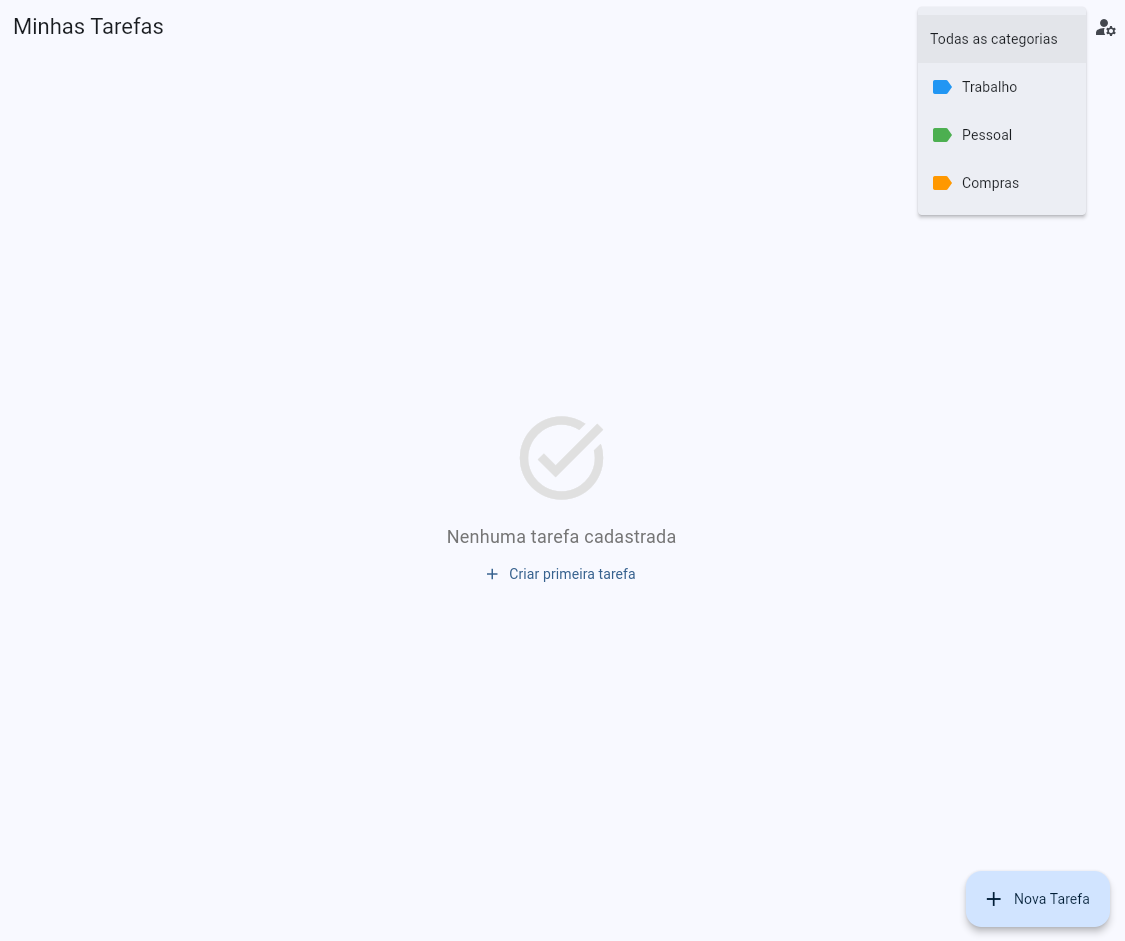 Minhas Tarefas
Todas as categorias
Trabalho
Pessoal
Compras
Nenhuma tarefa cadastrada
Criar primeira tarefa
Nova Tarefa